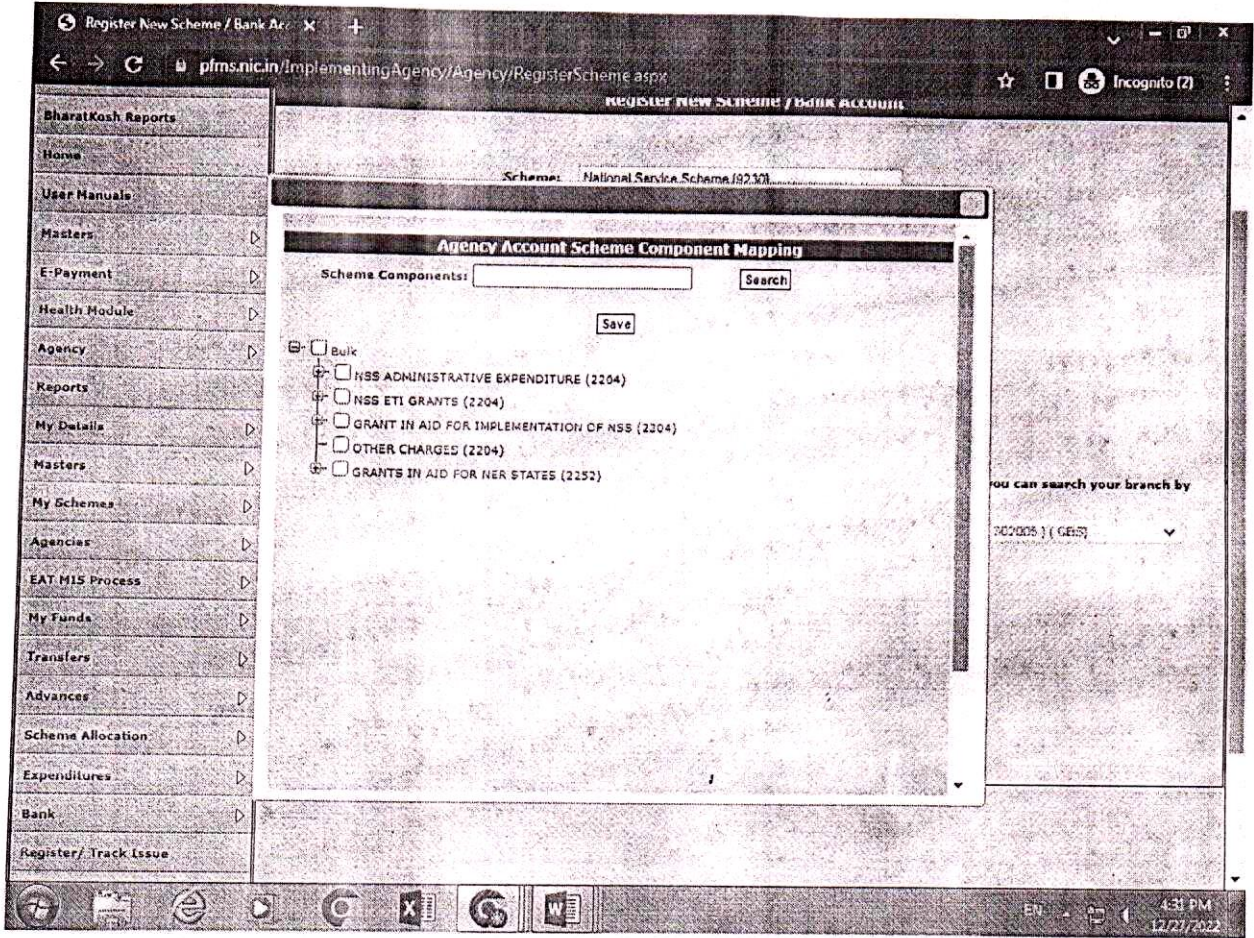 Register New Scheme / Bank Acc
pfms.nic.in/ImplementingAgency/Agency/RegisterScheme.aspx
Incognito (2)
Register New Scheme / Bank Account
BharatKosh Reports
Home
User Manuals
Masters
E-Payment
Health Module
Agency
Reports
My Details
Masters
My Schemes
Agencies
EAT MIS Process
My Funds
Transfers
Advances
Scheme Allocation
Expenditures
Bank
Register/ Track Issue
Scheme: National Service Scheme [9230]
Agency Account Scheme Component Mapping
Scheme Components:
Search
Save
Bulk
NSS ADMINISTRATIVE EXPENDITURE (2204)
NSS ETI GRANTS (2204)
GRANT IN AID FOR IMPLEMENTATION OF NSS (2204)
OTHER CHARGES (2204)
GRANTS IN AID FOR NER STATES (2252)
ou can search your branch by
EN
4:31 PM
12/27/2022